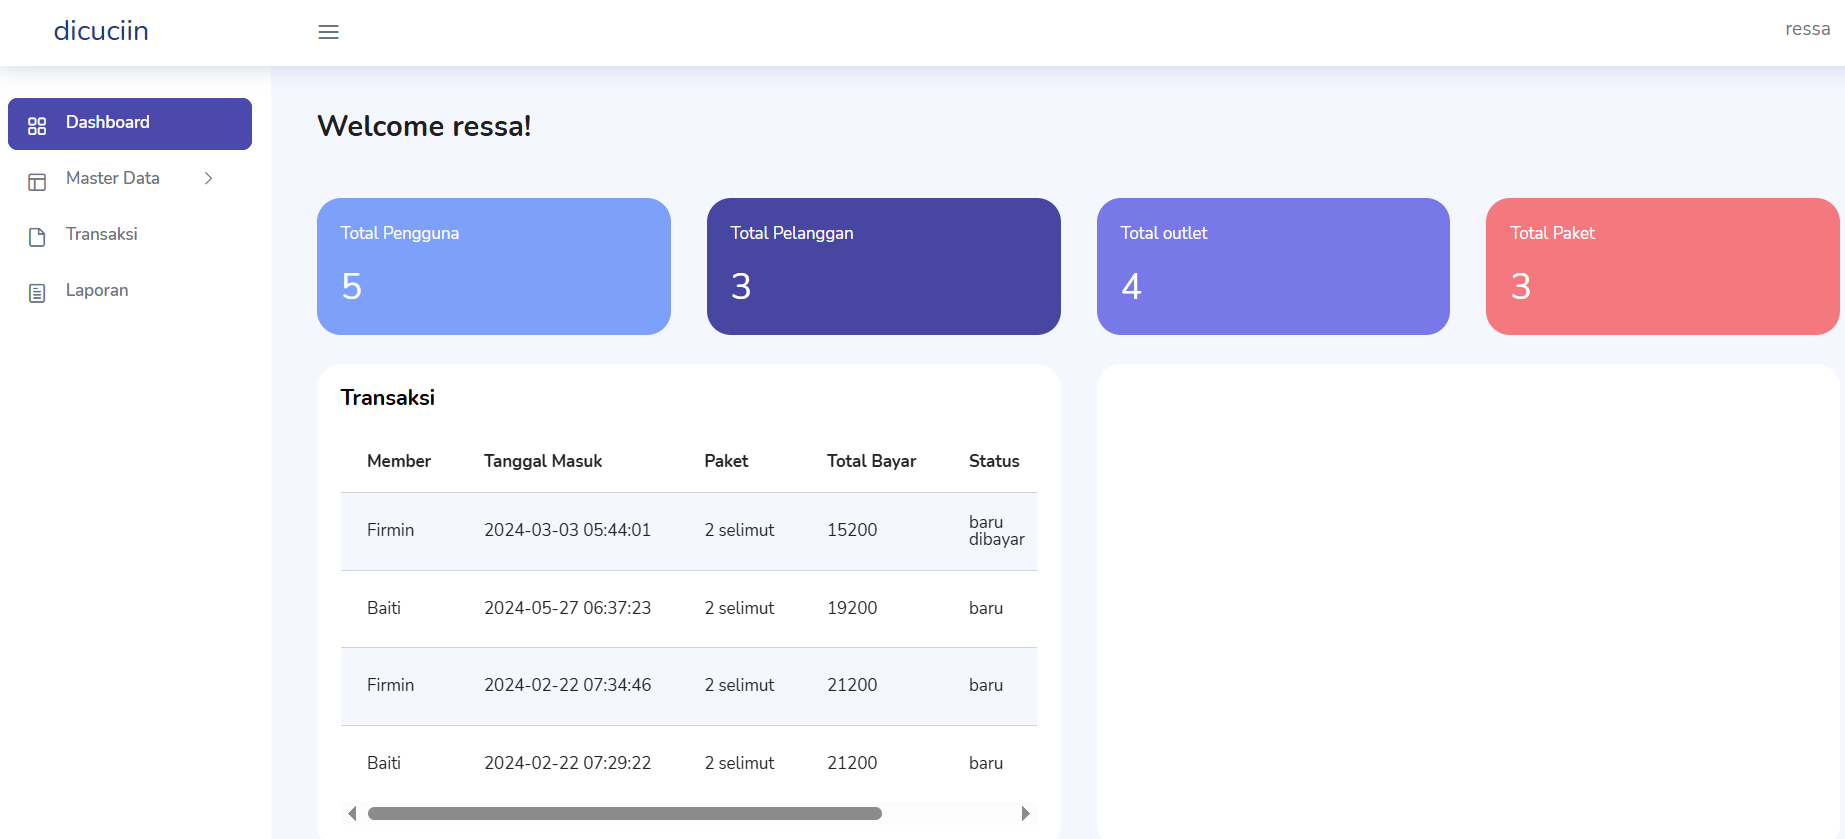 dicuciin
ressa
Dashboard
Master Data
Transaksi
Laporan
Welcome ressa!
Total Pengguna
5
Total Pelanggan
3
Total outlet
4
Total Paket
3
Transaksi
Member Tanggal Masuk Paket Total Bayar Status
Firmin 2024-03-03 05:44:01 2 selimut 15200 baru
dibayar
Baiti 2024-05-27 06:37:23 2 selimut 19200 baru
Firmin 2024-02-22 07:34:46 2 selimut 21200 baru
Baiti 2024-02-22 07:29:22 2 selimut 21200 baru